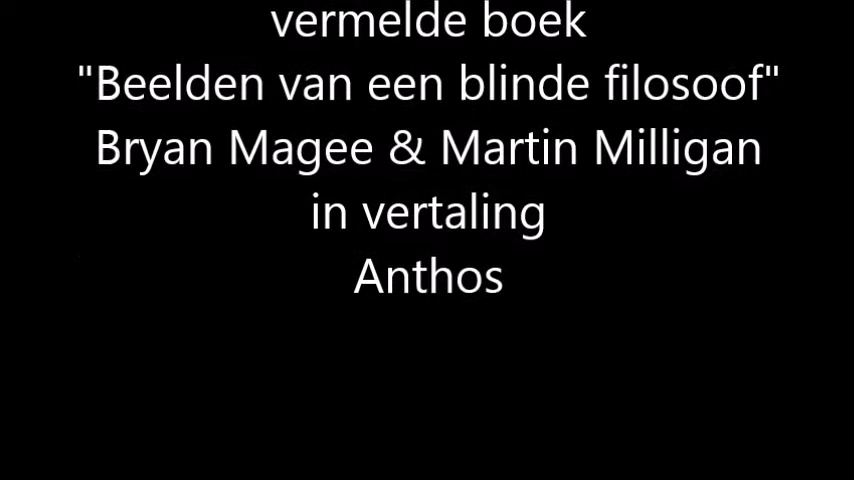 vermelde boek
"Beelden van een blinde filosoof"
Bryan Magee & Martin Milligan
in vertaling
Anthos